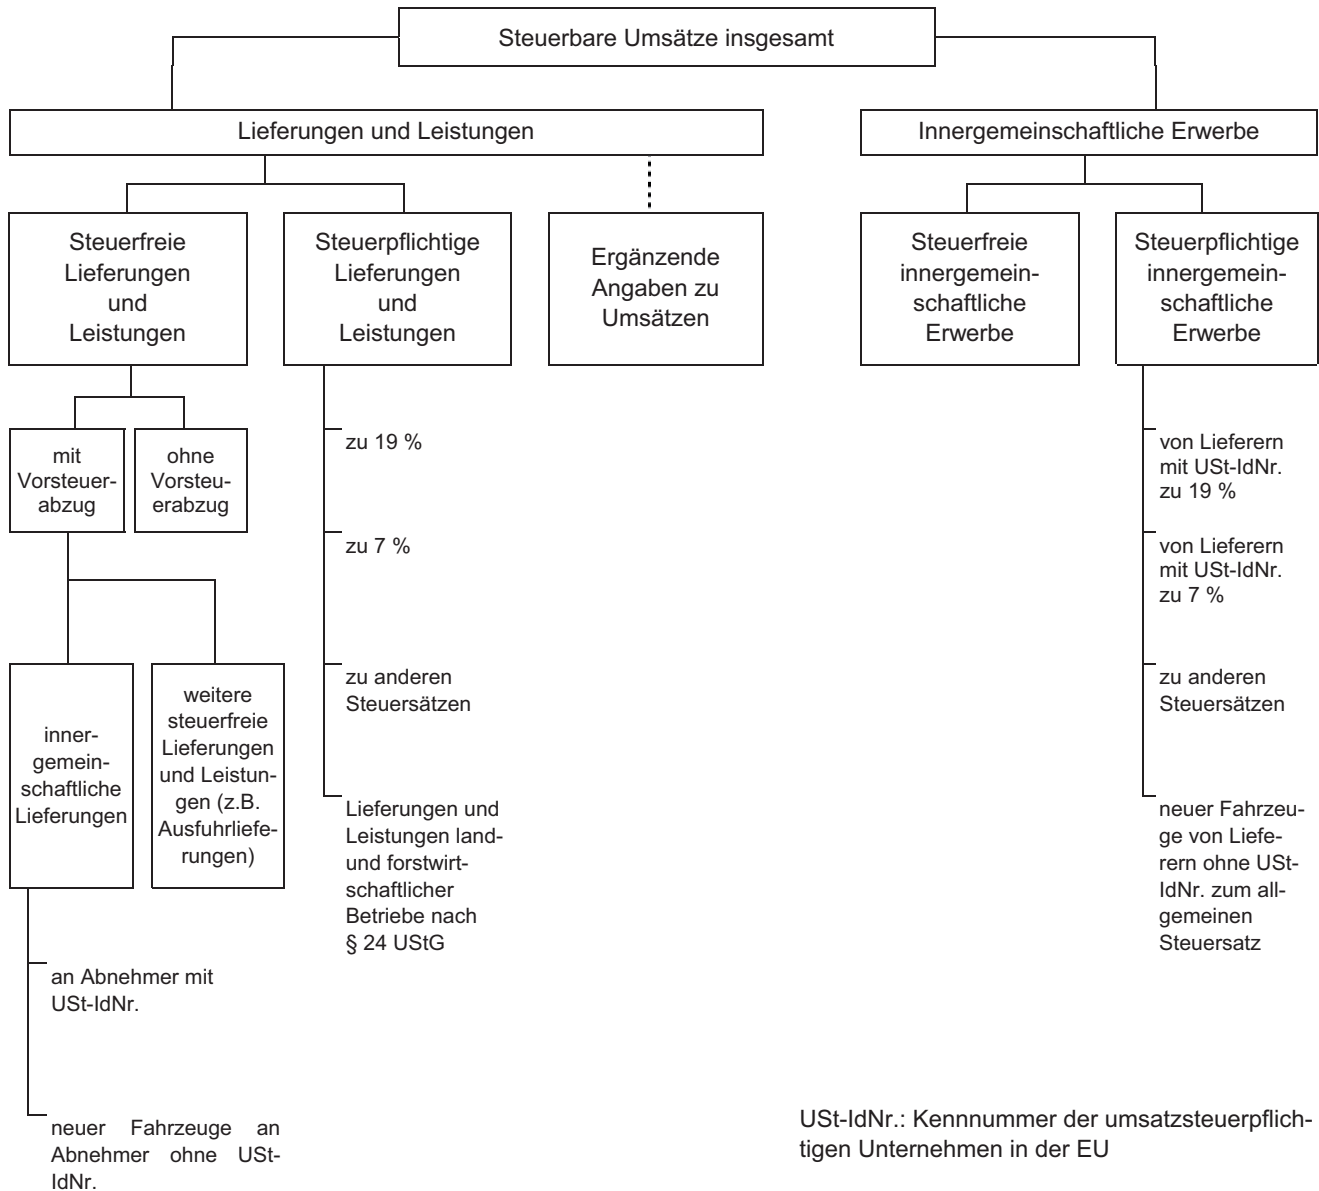 Steuerbare Umsätze insgesamt
Lieferungen und Leistungen
Innergemeinschaftliche Erwerbe
Steuerfreie
Lieferungen
und
Leistungen
Steuerpflichtige
Lieferungen
und
Leistungen
Ergänzende
Angaben zu
Umsätzen
Steuerfreie
innergemein-
schaftliche
Erwerbe
Steuerpflichtige
innergemein-
schaftliche
Erwerbe
mit
Vorsteuer-
abzug
ohne
Vorsteu-
erabzug
zu 19 %
zu 7 %
zu anderen
Steuersätzen
Lieferungen und
Leistungen land-
und forstwirt-
schaftlicher
Betriebe nach
§ 24 UStG
von Lieferern
mit USt-IdNr.
zu 19 %
von Lieferern
mit USt-IdNr.
zu 7 %
zu anderen
Steuersätzen
neuer Fahrzeu-
ge von Liefe-
rern ohne USt-
IdNr. zum all-
gemeinen
Steuersatz
inner-
gemein-
schaftliche
Lieferungen
weitere
steuerfreie
Lieferungen
und Leistun-
gen (z.B.
Ausfuhrliefe-
rungen)
an Abnehmer mit
USt-IdNr.
neuer Fahrzeuge an
Abnehmer ohne USt-
IdNr.
USt-IdNr.: Kennnummer der umsatzsteuerpflich-
tigen Unternehmen in der EU